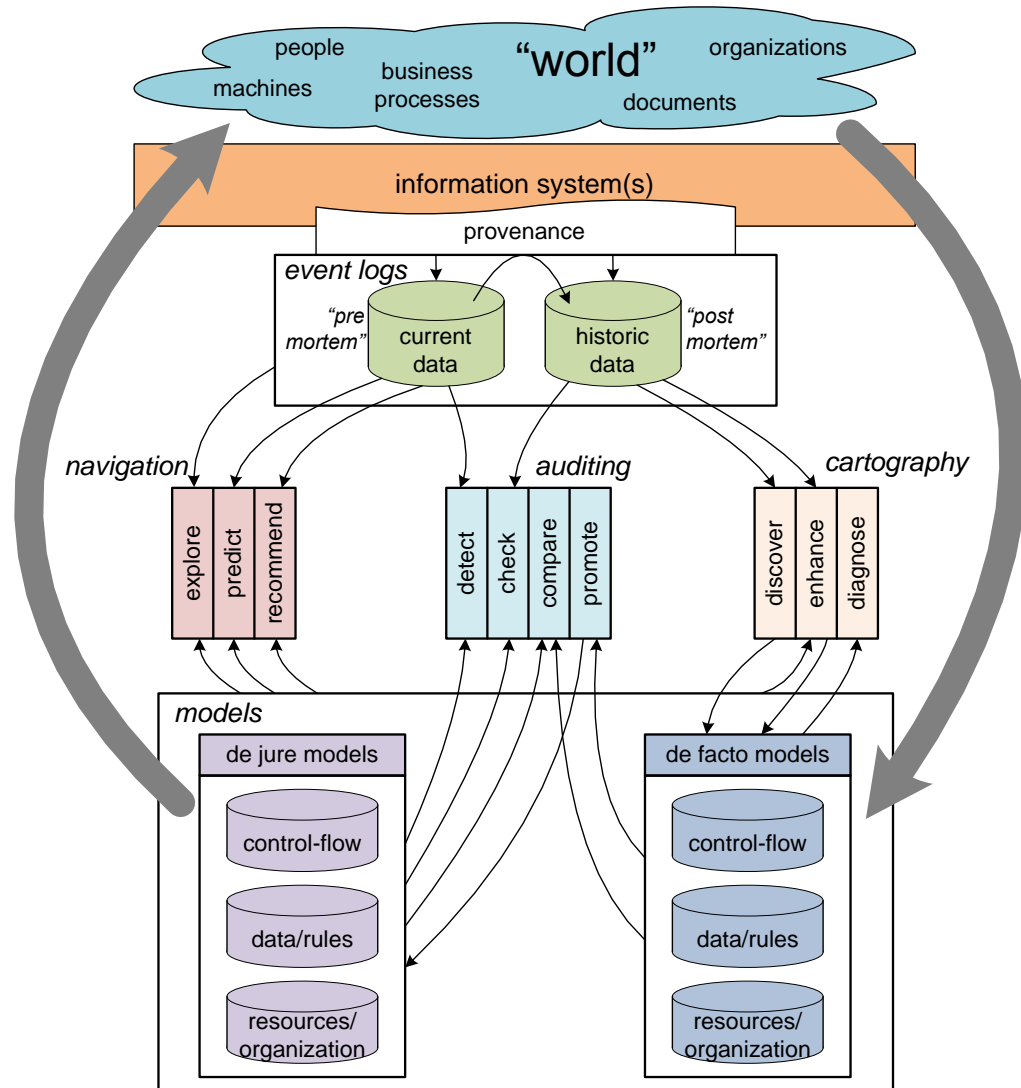 people
“world”
organizations
machines
business
processes
documents
information system(s)
provenance
event logs
“pre
mortem”
current
data
historic
data
“post
mortem”
navigation
auditing
cartography
explore
predict
recommend
detect
check
compare
promote
discover
enhance
diagnose
models
de jure models
de facto models
control-flow
control-flow
data/rules
data/rules
resources/
organization
resources/
organization